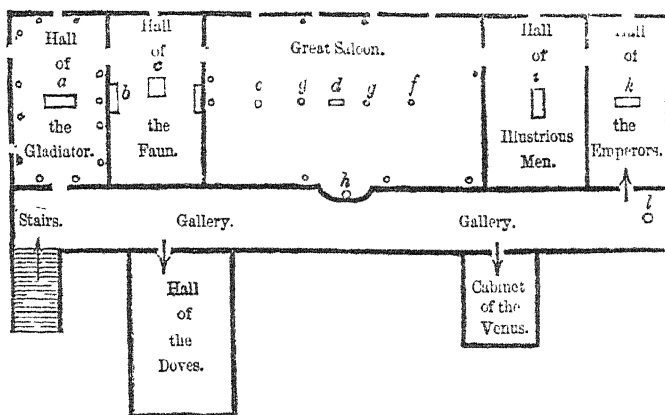 Hall
of
a
the
Gladiator.
Hall
of
c
b
the
Faun.
Great Saloon.
c g d g f
h
Hall
of
i
Illustrious
Men.
Hall
of
k
the
Emperors.
l
Stairs.
Gallery.
Gallery.
Hall
of
the
Doves.
Cabinet
of the
Venus.